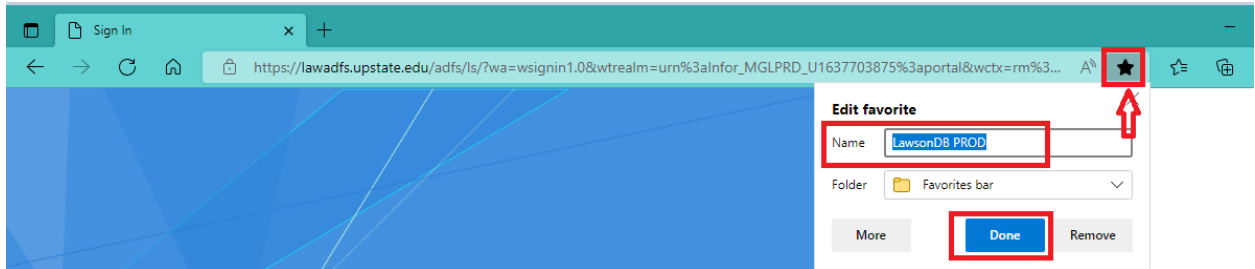 Sign In
https://lawadfs.upstate.edu/adfs/ls/?wa=wsignin1.0&wtrealm=urn%3aInfor_MGLPRD_U1637703875%3aportal&wctx=rm%3...
Edit favorite
Name LawsonDB PROD
Folder Favorites bar
More Done Remove